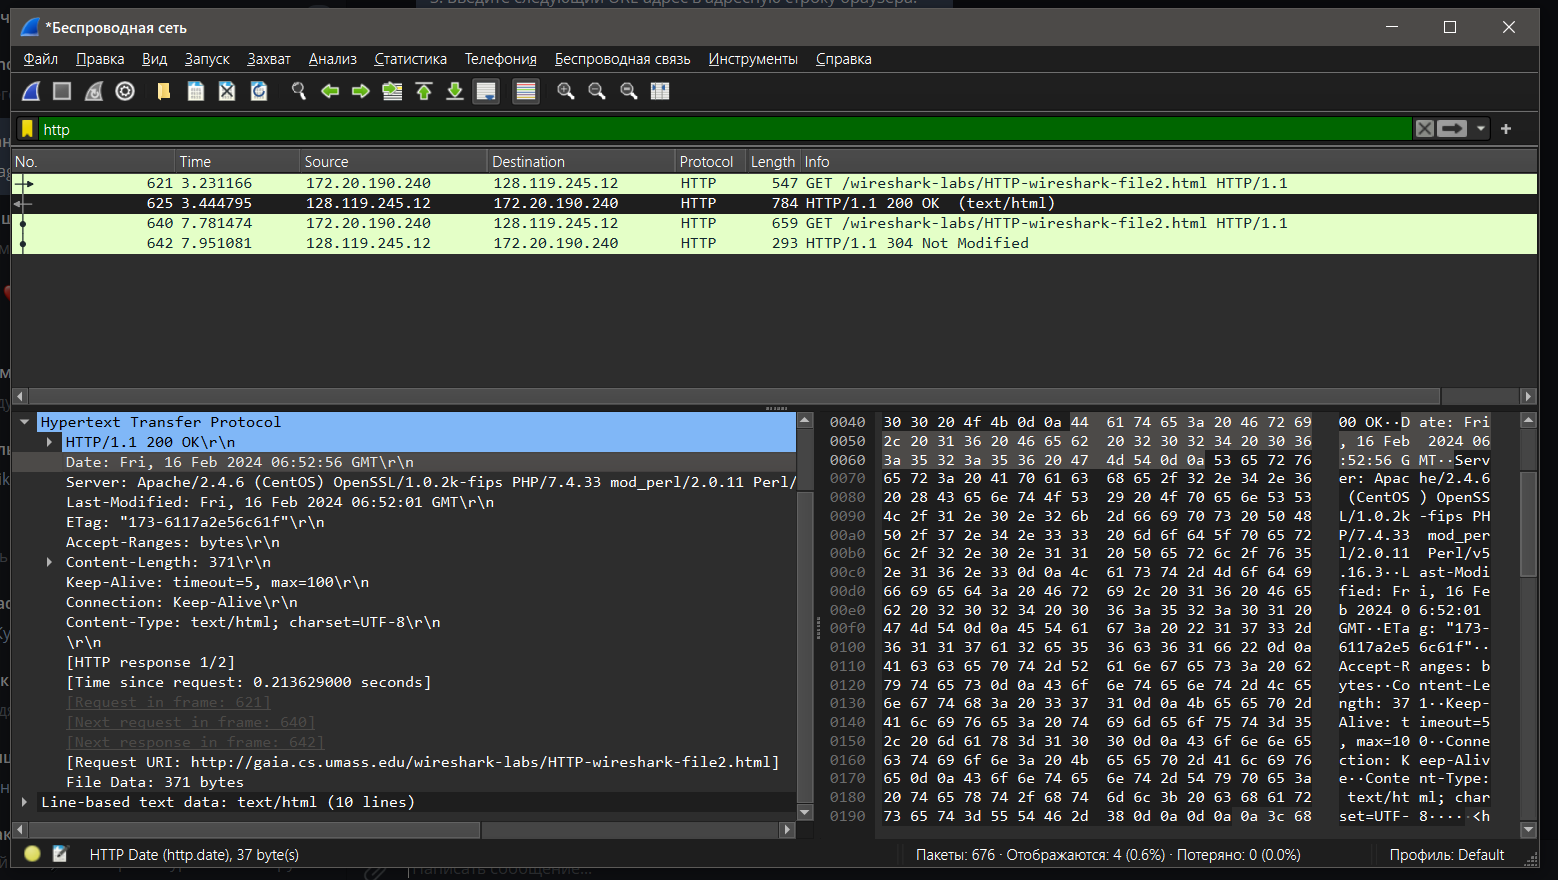 *Беспроводная сеть
Файл Правка Вид Запуск Захват Анализ Статистика Телефония Беспроводная связь Инструменты Справка
http
No. Time Source Destination Protocol Length Info
621 3.231166 172.20.190.240 128.119.245.12 HTTP 547 GET /wireshark-labs/HTTP-wireshark-file2.html HTTP/1.1
625 3.444795 128.119.245.12 172.20.190.240 HTTP 784 HTTP/1.1 200 OK (text/html)
640 7.781474 172.20.190.240 128.119.245.12 HTTP 659 GET /wireshark-labs/HTTP-wireshark-file2.html HTTP/1.1
642 7.951081 128.119.245.12 172.20.190.240 HTTP 293 HTTP/1.1 304 Not Modified
Hypertext Transfer Protocol
HTTP/1.1 200 OK\r\n
Date: Fri, 16 Feb 2024 06:52:56 GMT\r\n
Server: Apache/2.4.6 (CentOS) OpenSSL/1.0.2k-fips PHP/7.4.33 mod_perl/2.0.11 Perl/
Last-Modified: Fri, 16 Feb 2024 06:52:01 GMT\r\n
ETag: "173-6117a2e56c61f"\r\n
Accept-Ranges: bytes\r\n
Content-Length: 371\r\n
Keep-Alive: timeout=5, max=100\r\n
Connection: Keep-Alive\r\n
Content-Type: text/html; charset=UTF-8\r\n
\r\n
[HTTP response 1/2]
[Time since request: 0.213629000 seconds]
[Request in frame: 621]
[Next request in frame: 640]
[Next response in frame: 642]
[Request URI: http://gaia.cs.umass.edu/wireshark-labs/HTTP-wireshark-file2.html]
File Data: 371 bytes
Line-based text data: text/html (10 lines)
0040 30 30 20 4f 4b 0d 0a 44 61 74 65 3a 20 46 72 69 00 OK··D ate: Fri
0050 2c 20 31 36 20 46 65 62 20 32 30 32 34 20 30 36 , 16 Feb 2024 06
0060 3a 35 32 3a 35 36 20 47 4d 54 0d 0a 53 65 72 76 :52:56 G MT··Serv
0070 65 72 3a 20 41 70 61 63 68 65 2f 32 2e 34 2e 36 er: Apac he/2.4.6
0080 20 28 43 65 6e 74 4f 53 29 20 4f 70 65 6e 53 53 (CentOS ) OpenSS
0090 4c 2f 31 2e 30 2e 32 6b 2d 66 69 70 73 20 50 48 L/1.0.2k -fips PH
00a0 50 2f 37 2e 34 2e 33 33 20 6d 6f 64 5f 70 65 72 P/7.4.33 mod_per
00b0 6c 2f 32 2e 30 2e 31 31 20 50 65 72 6c 2f 76 35 l/2.0.11 Perl/v5
00c0 2e 31 36 2e 33 0d 0a 4c 61 73 74 2d 4d 6f 64 69 .16.3··L ast-Modi
00d0 66 69 65 64 3a 20 46 72 69 2c 20 31 36 20 46 65 fied: Fr i, 16 Fe
00e0 62 20 32 30 32 34 20 30 36 3a 35 32 3a 30 31 20 b 2024 0 6:52:01
00f0 47 4d 54 0d 0a 45 54 61 67 3a 20 22 31 37 33 2d GMT··ETa g: "173-
0100 36 31 31 37 61 32 65 35 36 63 36 31 66 22 0d 0a 6117a2e5 6c61f"··
0110 41 63 63 65 70 74 2d 52 61 6e 67 65 73 3a 20 62 Accept-R anges: b
0120 79 74 65 73 0d 0a 43 6f 6e 74 65 6e 74 2d 4c 65 ytes··Co ntent-Le
0130 6e 67 74 68 3a 20 33 37 31 0d 0a 4b 65 65 70 2d ngth: 37 1··Keep-
0140 41 6c 69 76 65 3a 20 74 69 6d 65 6f 75 74 3d 35 Alive: t imeout=5
0150 2c 20 6d 61 78 3d 31 30 30 0d 0a 43 6f 6e 6e 65 , max=10 0··Conne
0160 63 74 69 6f 6e 3a 20 4b 65 65 70 2d 41 6c 69 76 ction: K eep-Aliv
0170 65 0d 0a 43 6f 6e 74 65 6e 74 2d 54 79 70 65 3a e··Conte nt-Type:
0180 20 74 65 78 74 2f 68 74 6d 6c 3b 20 63 68 61 72 text/ht ml; char
0190 73 65 74 3d 55 54 46 2d 38 0d 0a 0d 0a 0a 3c 68 set=UTF- 8·····<h
HTTP Date (http.date), 37 byte(s)
Пакеты: 676 · Отображаются: 4 (0.6%) · Потеряно: 0 (0.0%)
Профиль: Default
Написать сообщение...